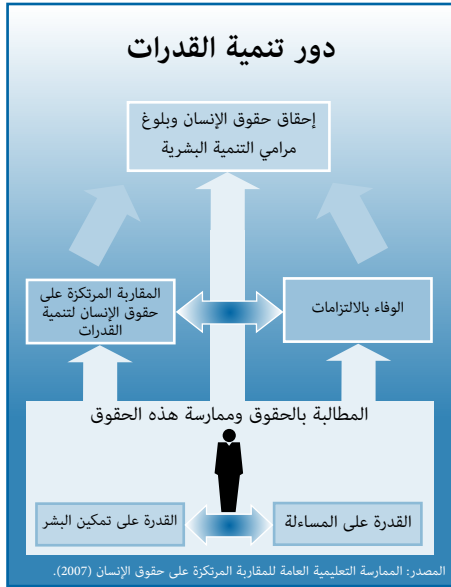 دور تنمية القدرات
إحقاق حقوق الإنسان وبلوغ
مرامي التنمية البشرية
الوفاء بالالتزامات
المقاربة المرتكزة على
حقوق الإنسان لتنمية
القدرات
المطالبة بالحقوق وممارسة هذه الحقوق
القدرة على المساءلة
القدرة على تمكين البشر
المصدر: الممارسة التعليمية العامة للمقاربة المرتكزة على حقوق الإنسان (2007).